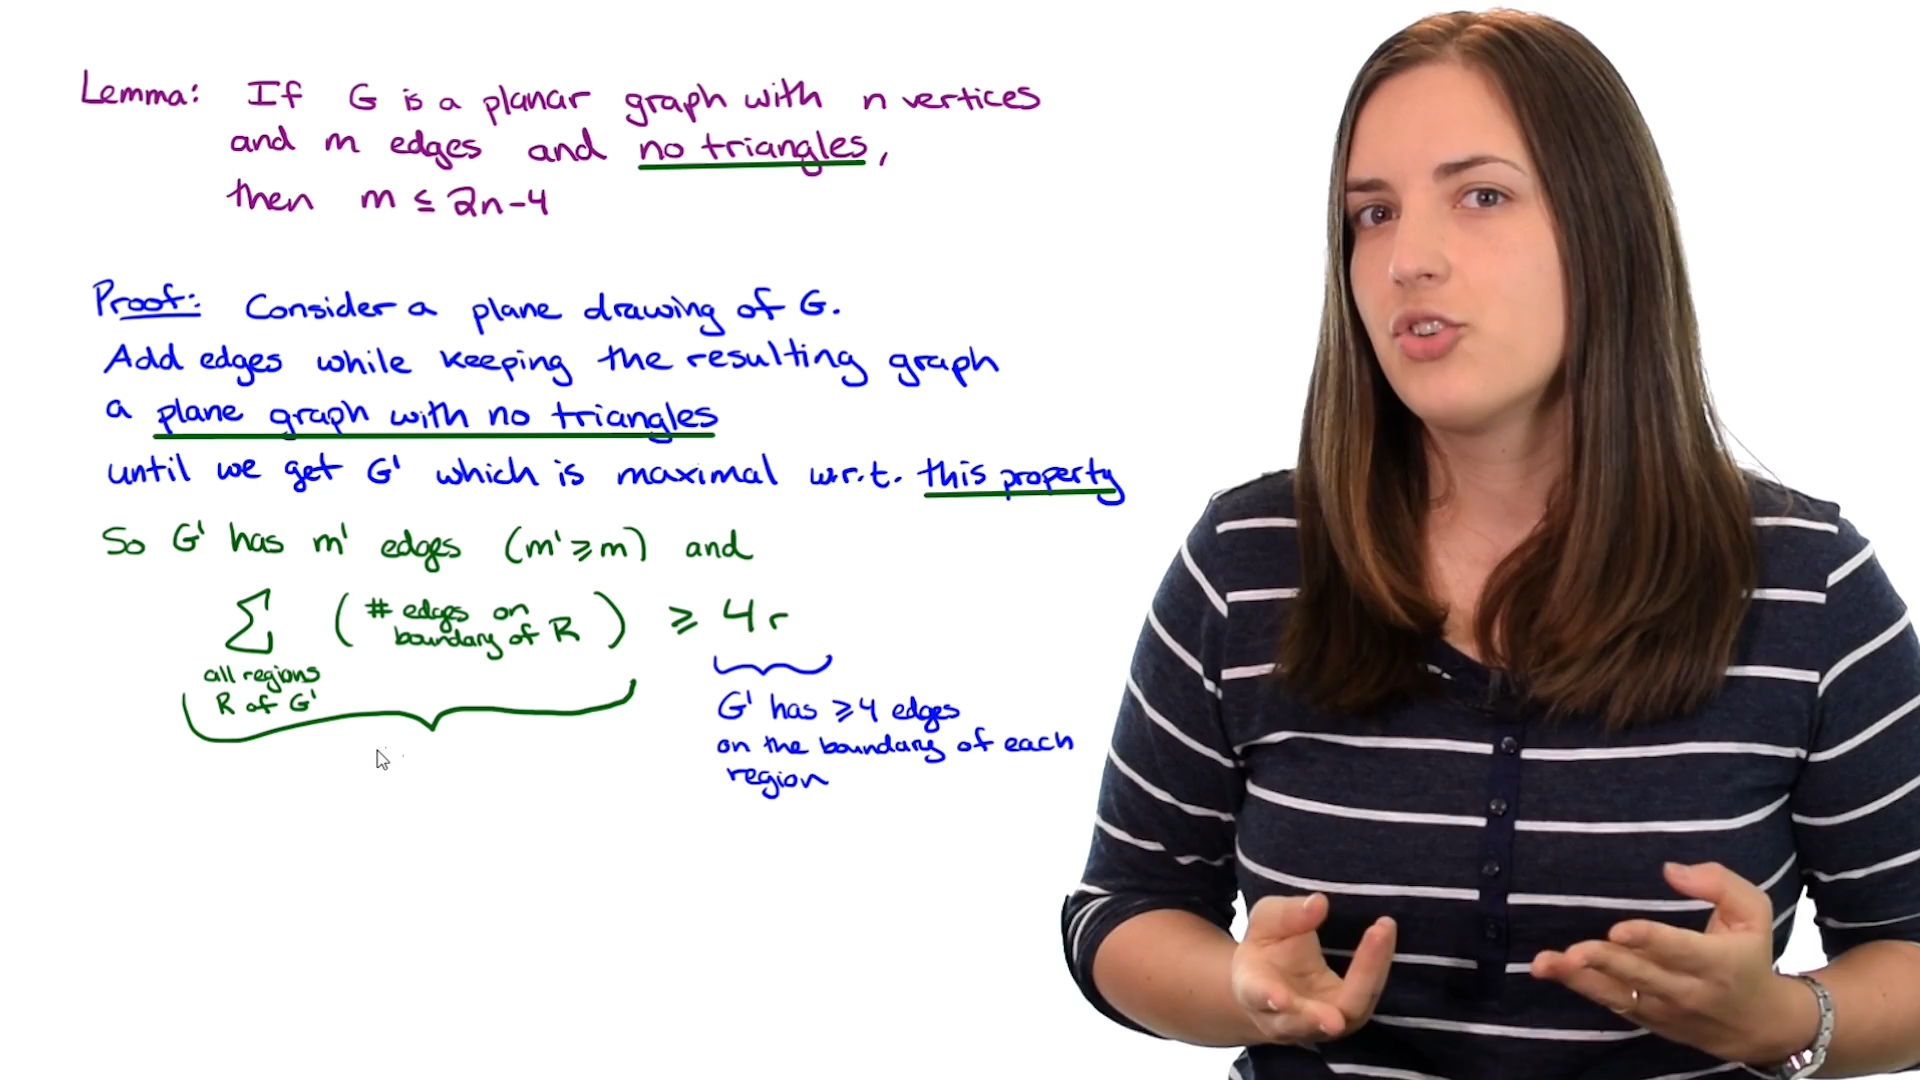 Lemma: If G is a planar graph with n vertices
and m edges and no triangles,
then m ≤ 2n-4
Proof: Consider a plane drawing of G.
Add edges while keeping the resulting graph
a plane graph with no triangles
until we get G' which is maximal w.r.t. this property
So G' has m' edges (m' ≥ m) and
∑ (# edges on boundary of R) ≥ 4r
all regions
R of G'
G' has ≥4 edges
on the boundary of each
region